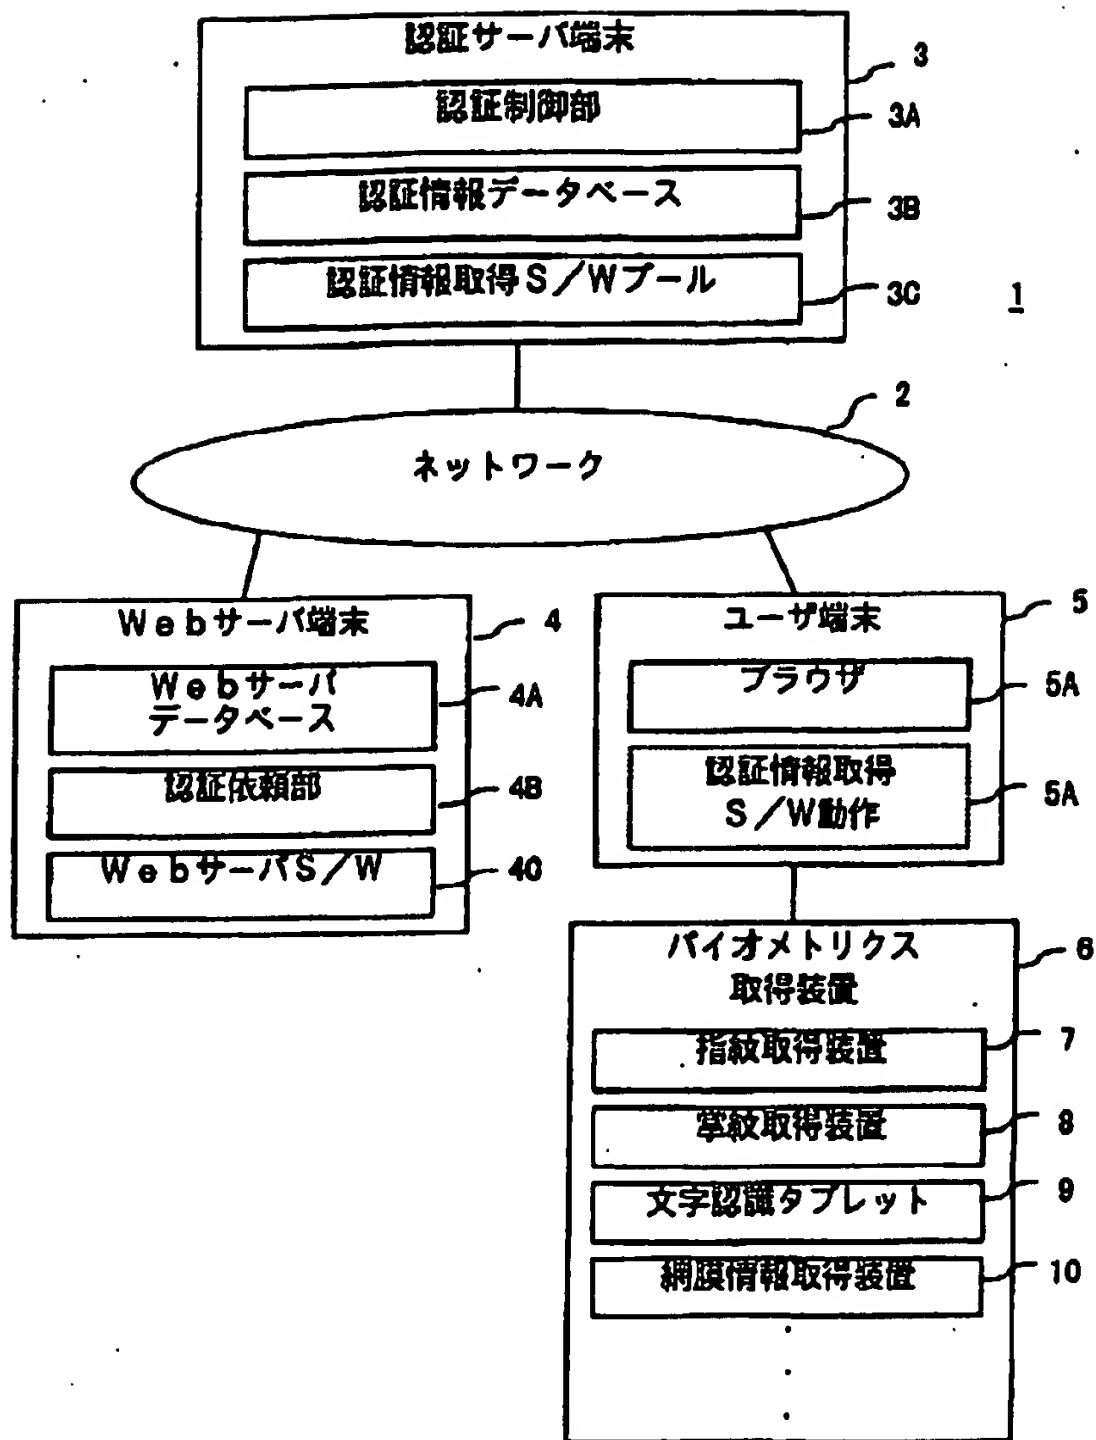 認証サーバ端末
3
認証制御部
3A
認証情報データベース
3B
認証情報取得S/Wプール
3C
1
2
ネットワーク
Webサーバ端末
4
Webサーバ
データベース
4A
認証依頼部
4B
WebサーバS/W
4C
ユーザ端末
5
ブラウザ
5A
認証情報取得
S/W動作
5A
バイオメトリクス
取得装置
6
指紋取得装置
7
掌紋取得装置
8
文字認識タブレット
9
網膜情報取得装置
10